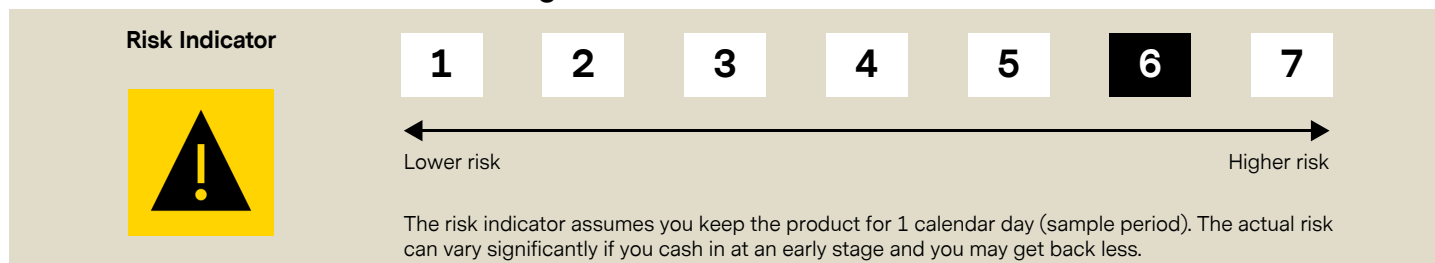 Risk Indicator
1 2 3 4 5 6 7
Lower risk Higher risk
The risk indicator assumes you keep the product for 1 calendar day (sample period). The actual risk
can vary significantly if you cash in at an early stage and you may get back less.